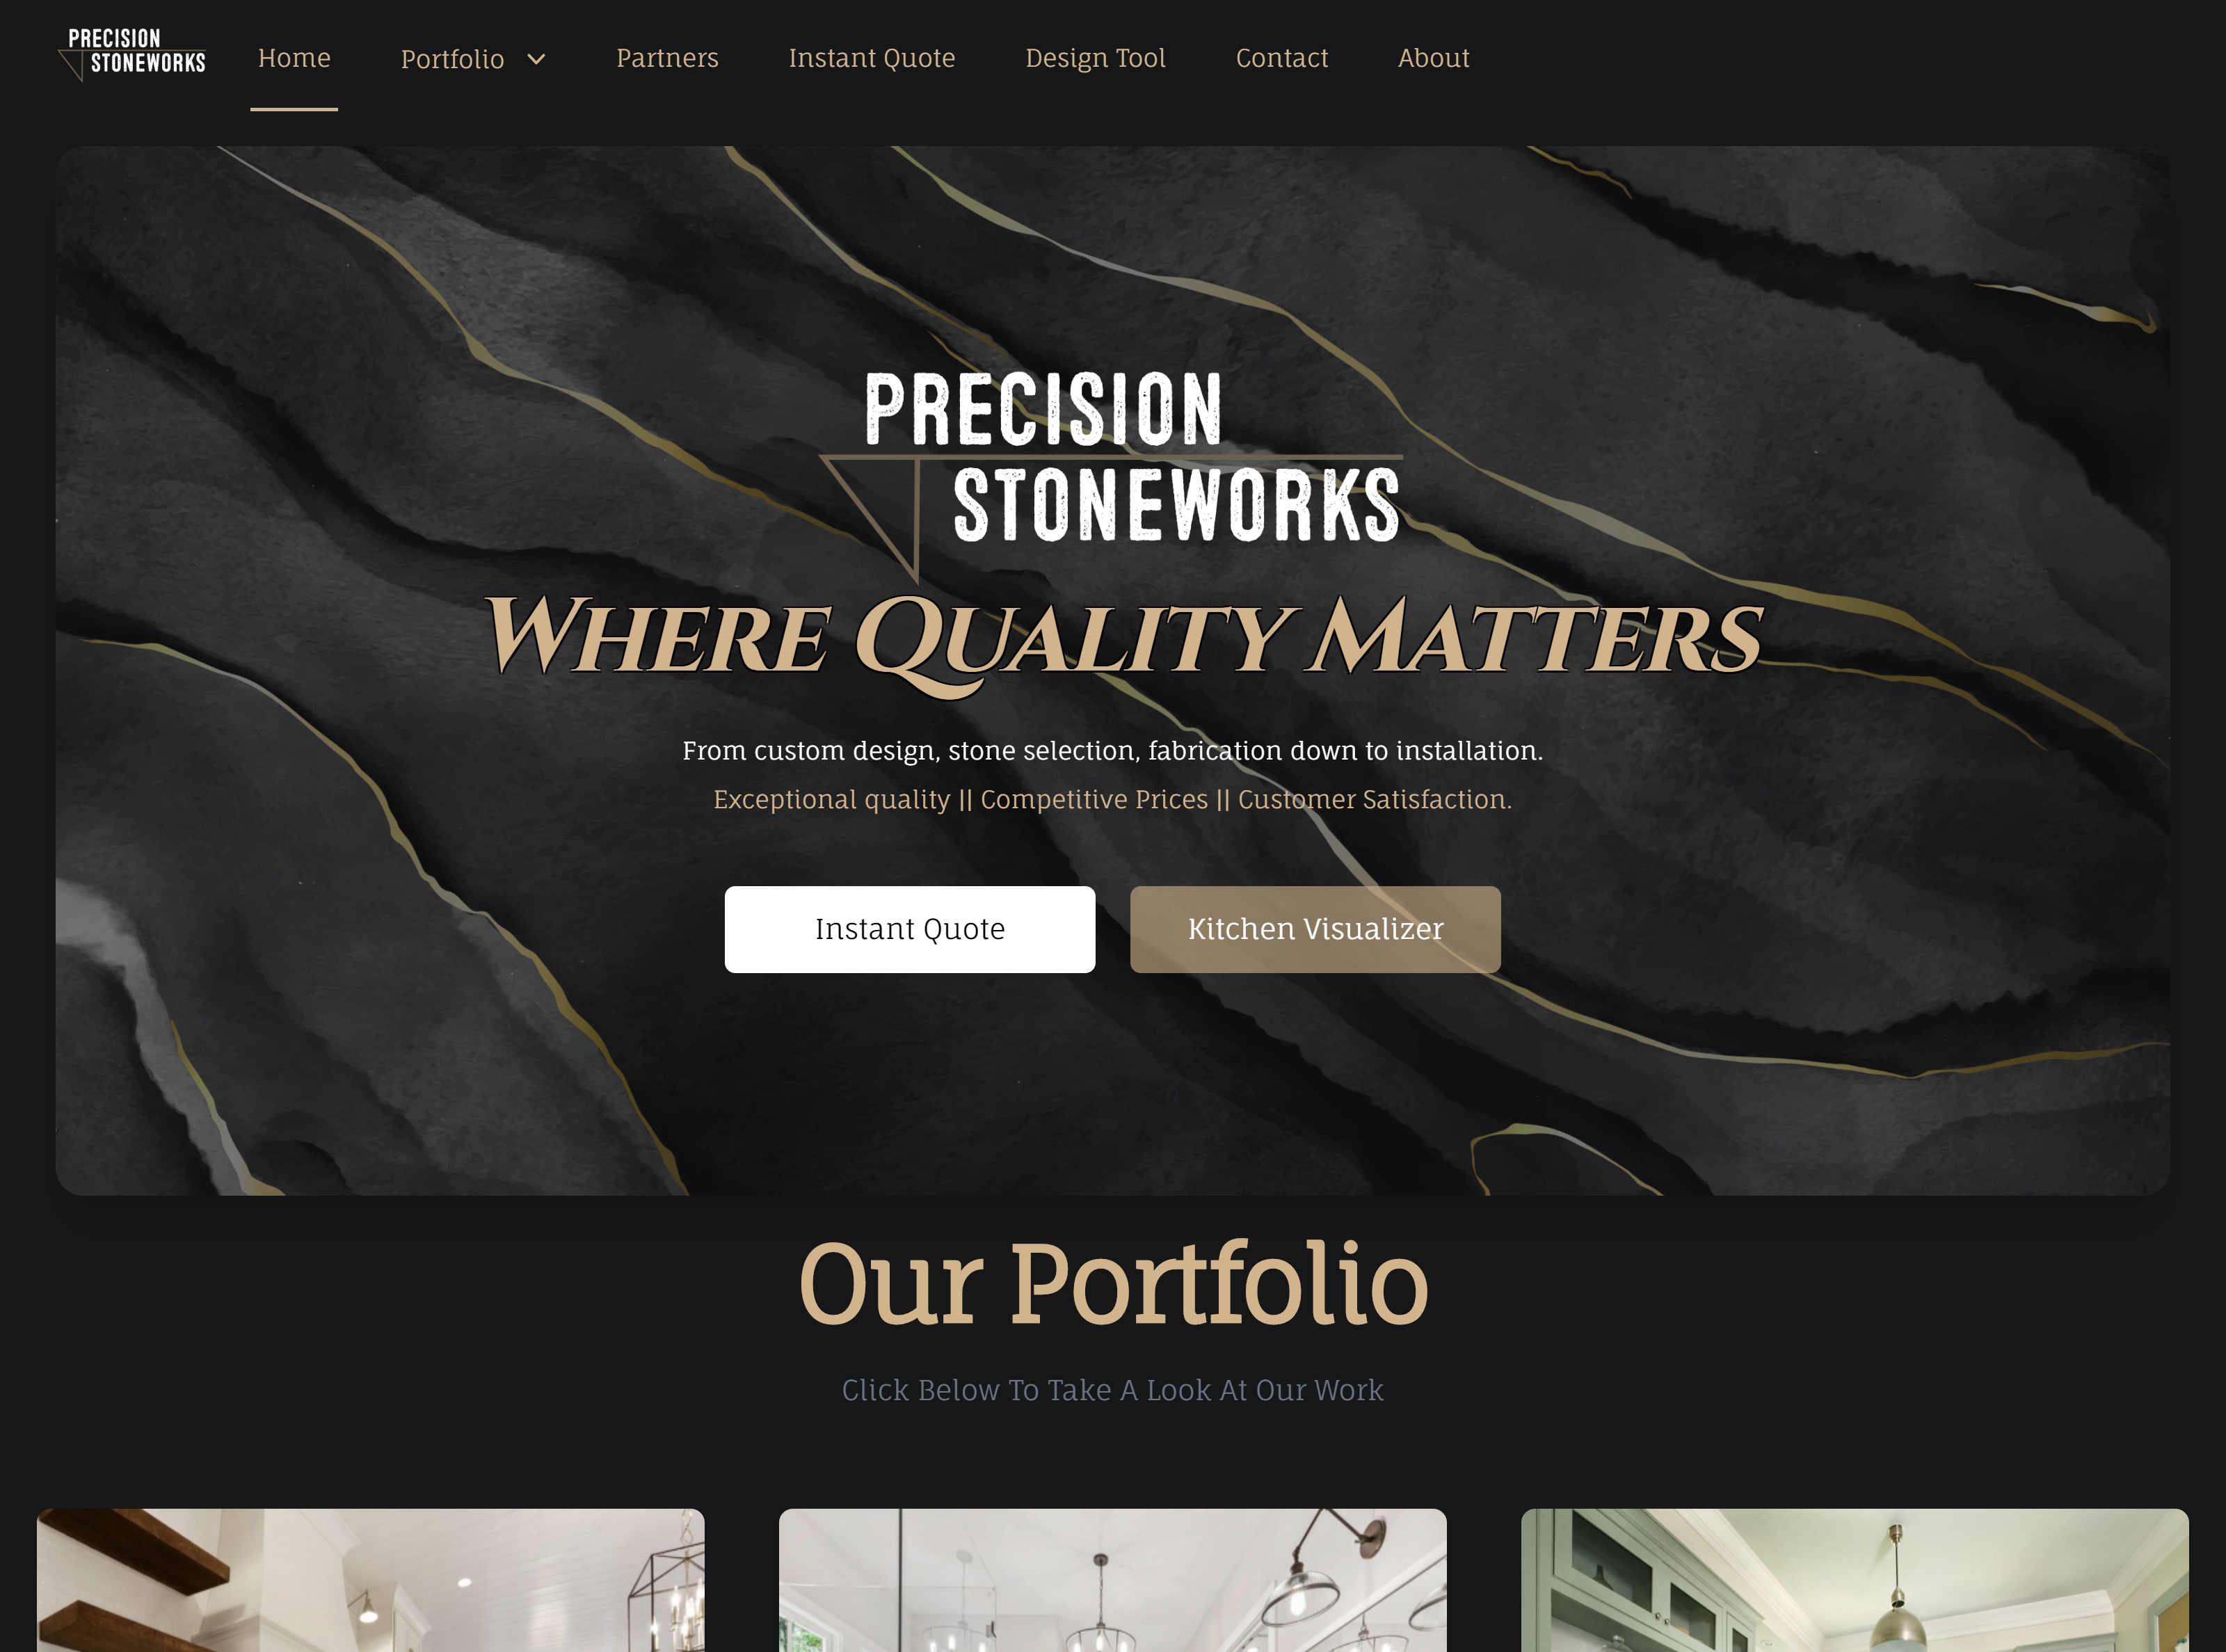 PRECISION
STONEWORKS
Home
Portfolio
Partners
Instant Quote
Design Tool
Contact
About
PRECISION
STONEWORKS
WHERE QUALITY MATTERS
From custom design, stone selection, fabrication down to installation.
Exceptional quality || Competitive Prices || Customer Satisfaction.
Instant Quote
Kitchen Visualizer
Our Portfolio
Click Below To Take A Look At Our Work